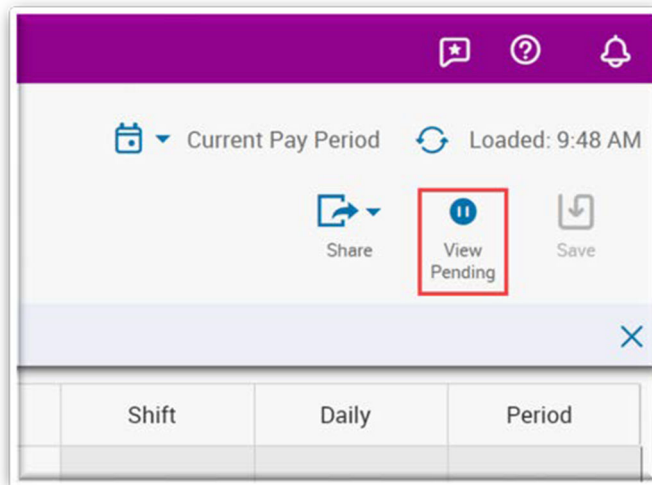 Current Pay Period Loaded: 9:48 AM
Share
View
Pending
Save
Shift Daily Period